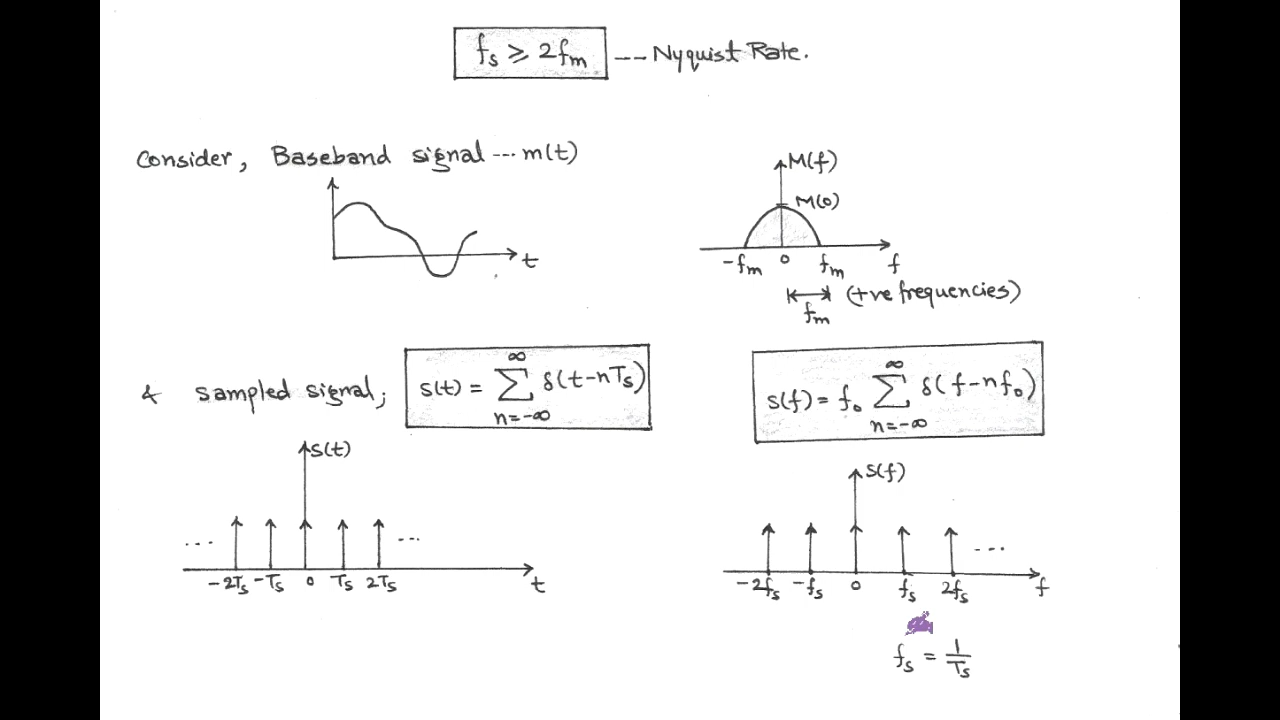 fs ≥ 2fm --- Nyquist Rate.
Consider, Baseband signal --- m(t)
t
M(f)
M(0)
-fm 0 fm f
fm (+ve frequencies)
& sampled signal; s(t) = ∞ Σ n=-∞ δ(t-nTs)
s(f) = f₀ ∞ Σ n=-∞ δ(f-nf₀)
s(t)
... ...
-2Ts -Ts 0 Ts 2Ts t
s(f)
...
-2fs -fs 0 fs 2fs f
fs = 1/Ts